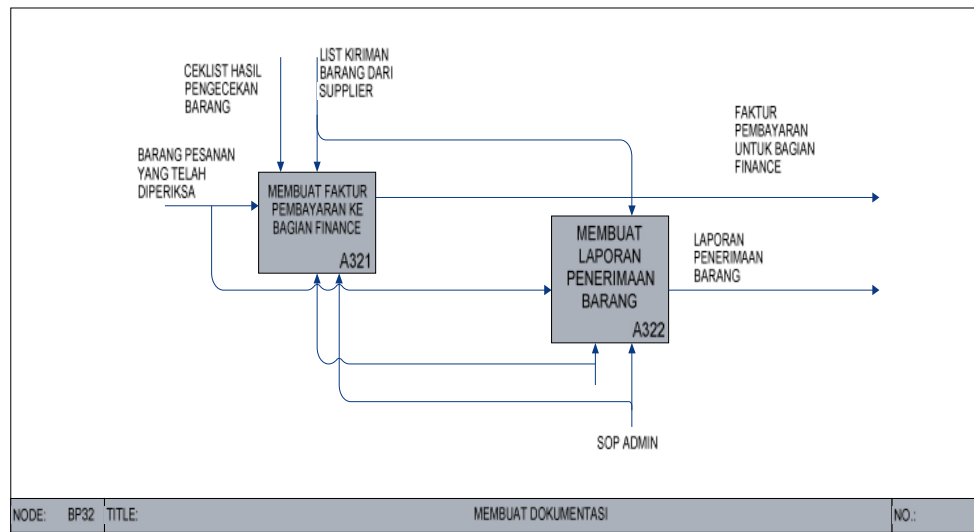 CEKLIST HASIL
PENGECEKAN
BARANG
LIST KIRIMAN
BARANG DARI
SUPPLIER
BARANG PESANAN
YANG TELAH
DIPERIKSA
FAKTUR
PEMBAYARAN
UNTUK BAGIAN
FINANCE
MEMBUAT FAKTUR
PEMBAYARAN KE
BAGIAN FINANCE
A321
MEMBUAT
LAPORAN
PENERIMAAN
BARANG
A322
LAPORAN
PENERIMAAN
BARANG
SOP ADMIN
NODE: BP32 TITLE: MEMBUAT DOKUMENTASI NO.: